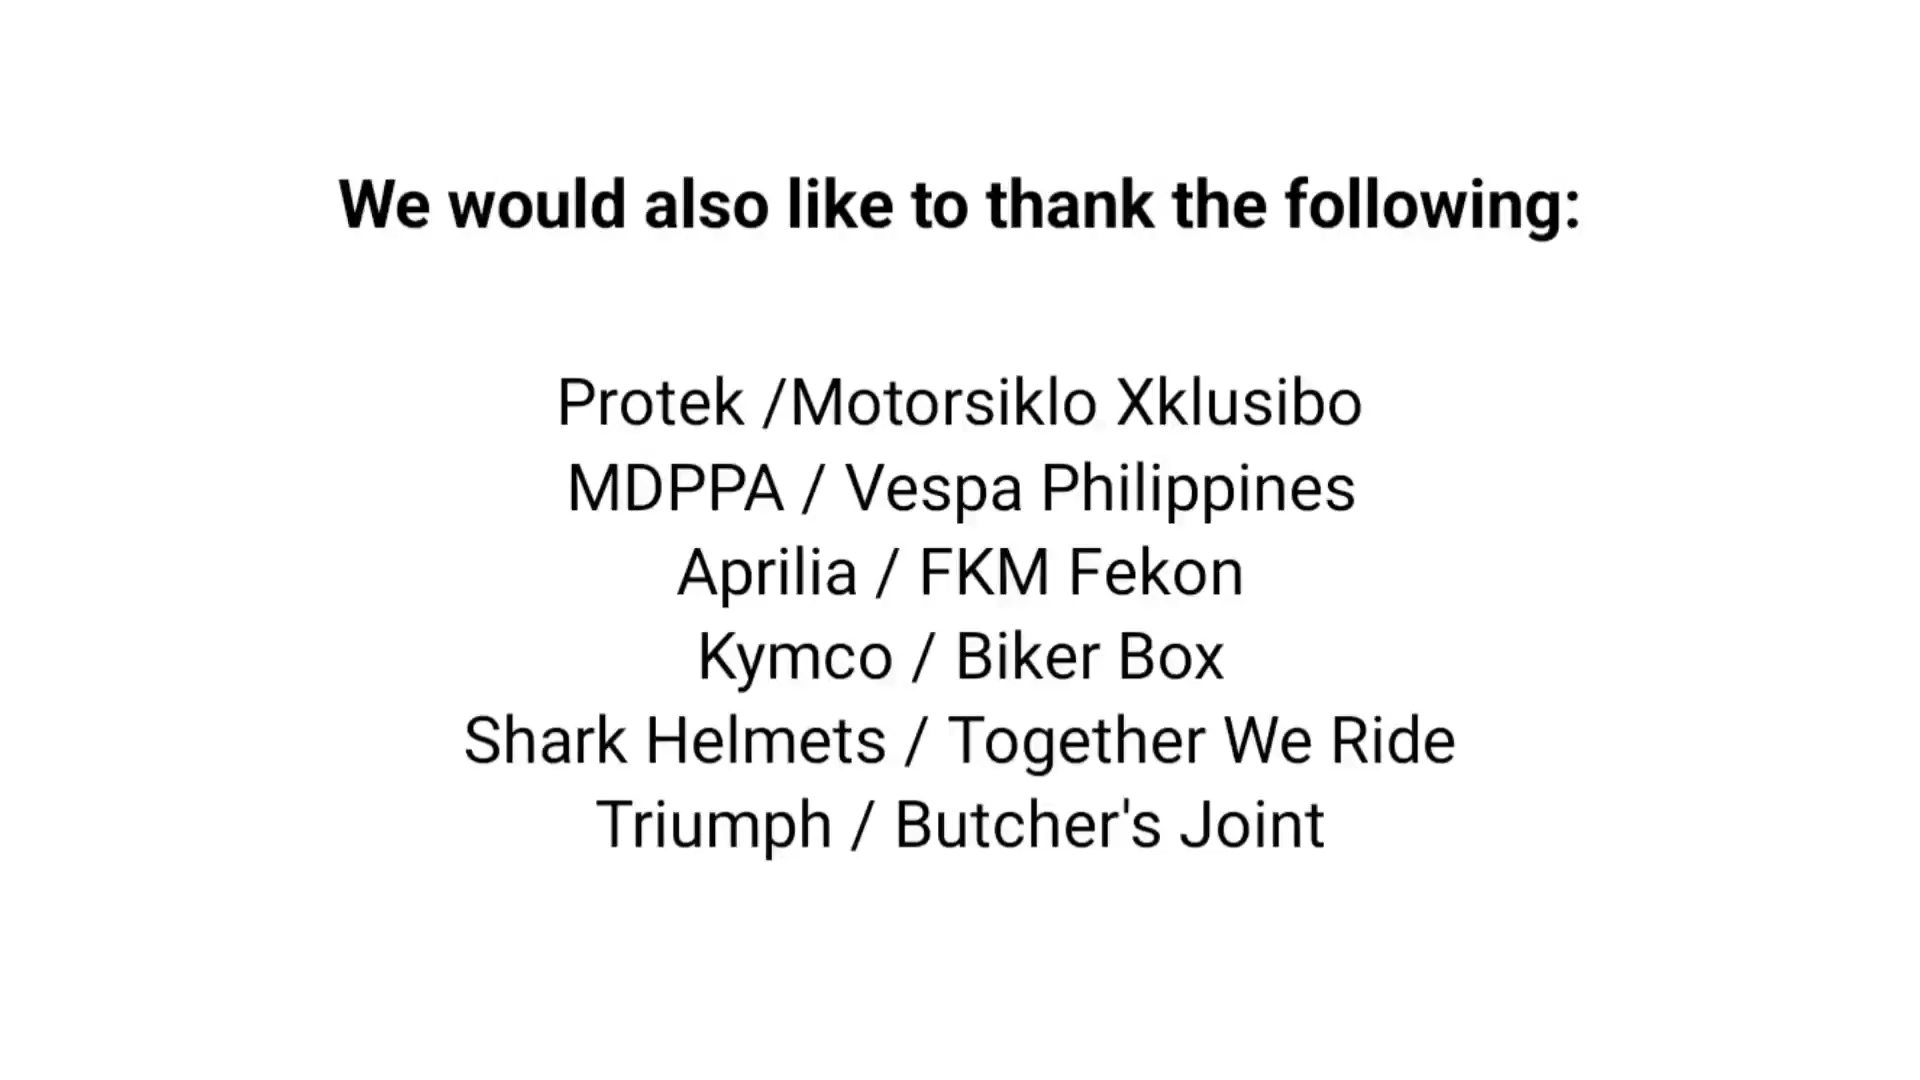 We would also like to thank the following:
Protek /Motorsiklo Xklusibo
MDPPA / Vespa Philippines
Aprilia / FKM Fekon
Kymco / Biker Box
Shark Helmets / Together We Ride
Triumph / Butcher's Joint